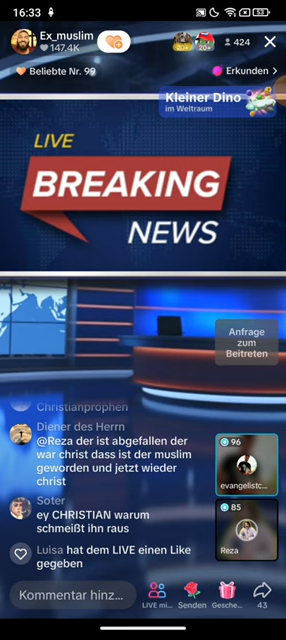 16:33
53
Ex_muslim
147.4K
20+
20+
424
Beliebte Nr. 99
Erkunden
Kleiner Dino
im Weltraum
LIVE
BREAKING
NEWS
Anfrage
zum
Beitreten
Christianprophen
Diener des Herrn
@Reza der ist abgefallen der
war christ dass ist der muslim
geworden und jetzt wieder
christ
96
evangelistc...
Soter
ey CHRISTIAN warum
schmeißt ihn raus
85
Reza
Luisa hat dem LIVE einen Like
gegeben
Kommentar hinz...
LIVE mi...
Senden
Gesche...
43